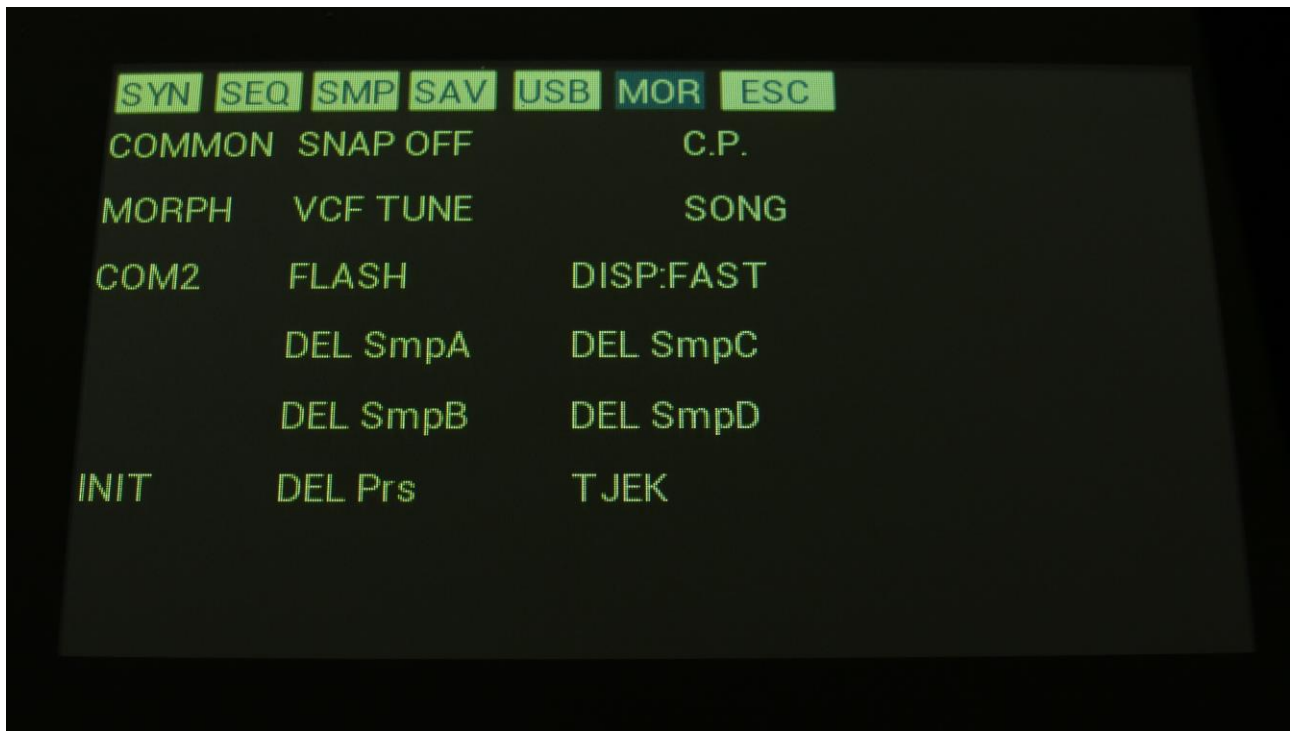 SYN SEQ SMP SAV USB MOR ESC
COMMON SNAP OFF C.P.
MORPH VCF TUNE SONG
COM2 FLASH DISP:FAST
DEL SmpA DEL SmpC
DEL SmpB DEL SmpD
INIT DEL Prs TJEK